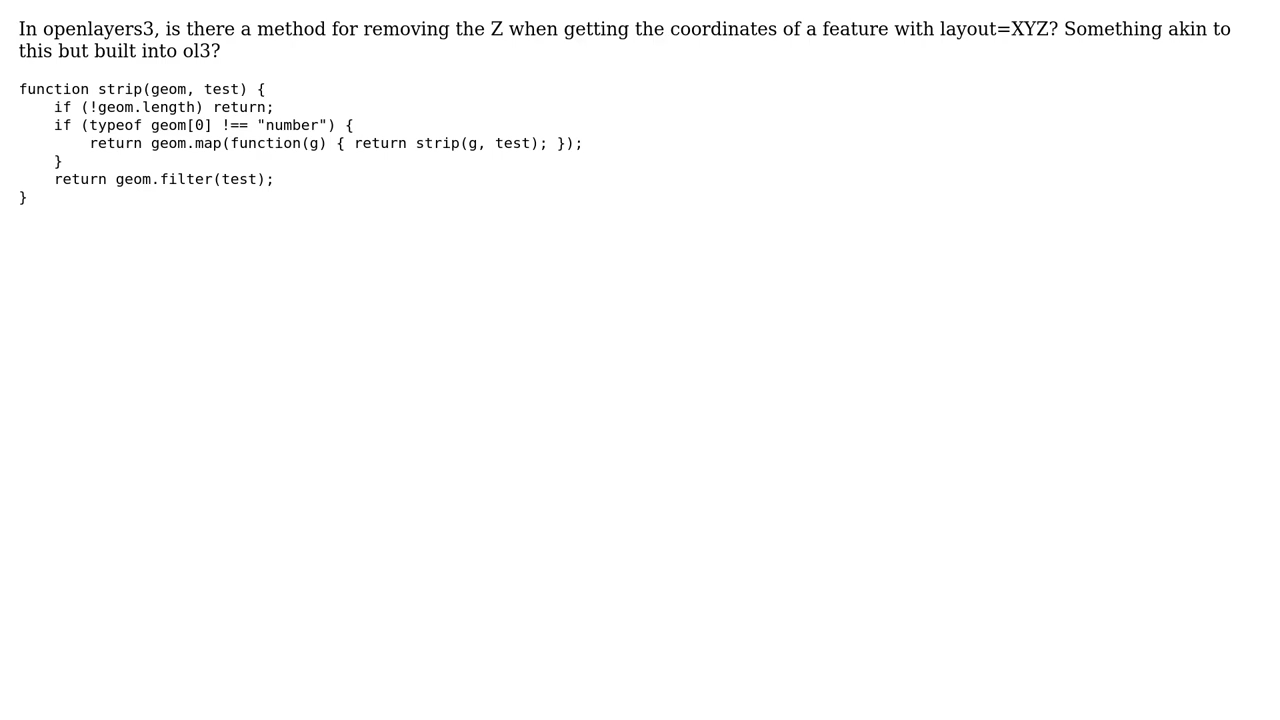 In openlayers3, is there a method for removing the Z when getting the coordinates of a feature with layout=XYZ? Something akin to
this but built into ol3?
function strip(geom, test) {
    if (!geom.length) return;
    if (typeof geom[0] !== "number") {
        return geom.map(function(g) { return strip(g, test); });
    }
    return geom.filter(test);
}